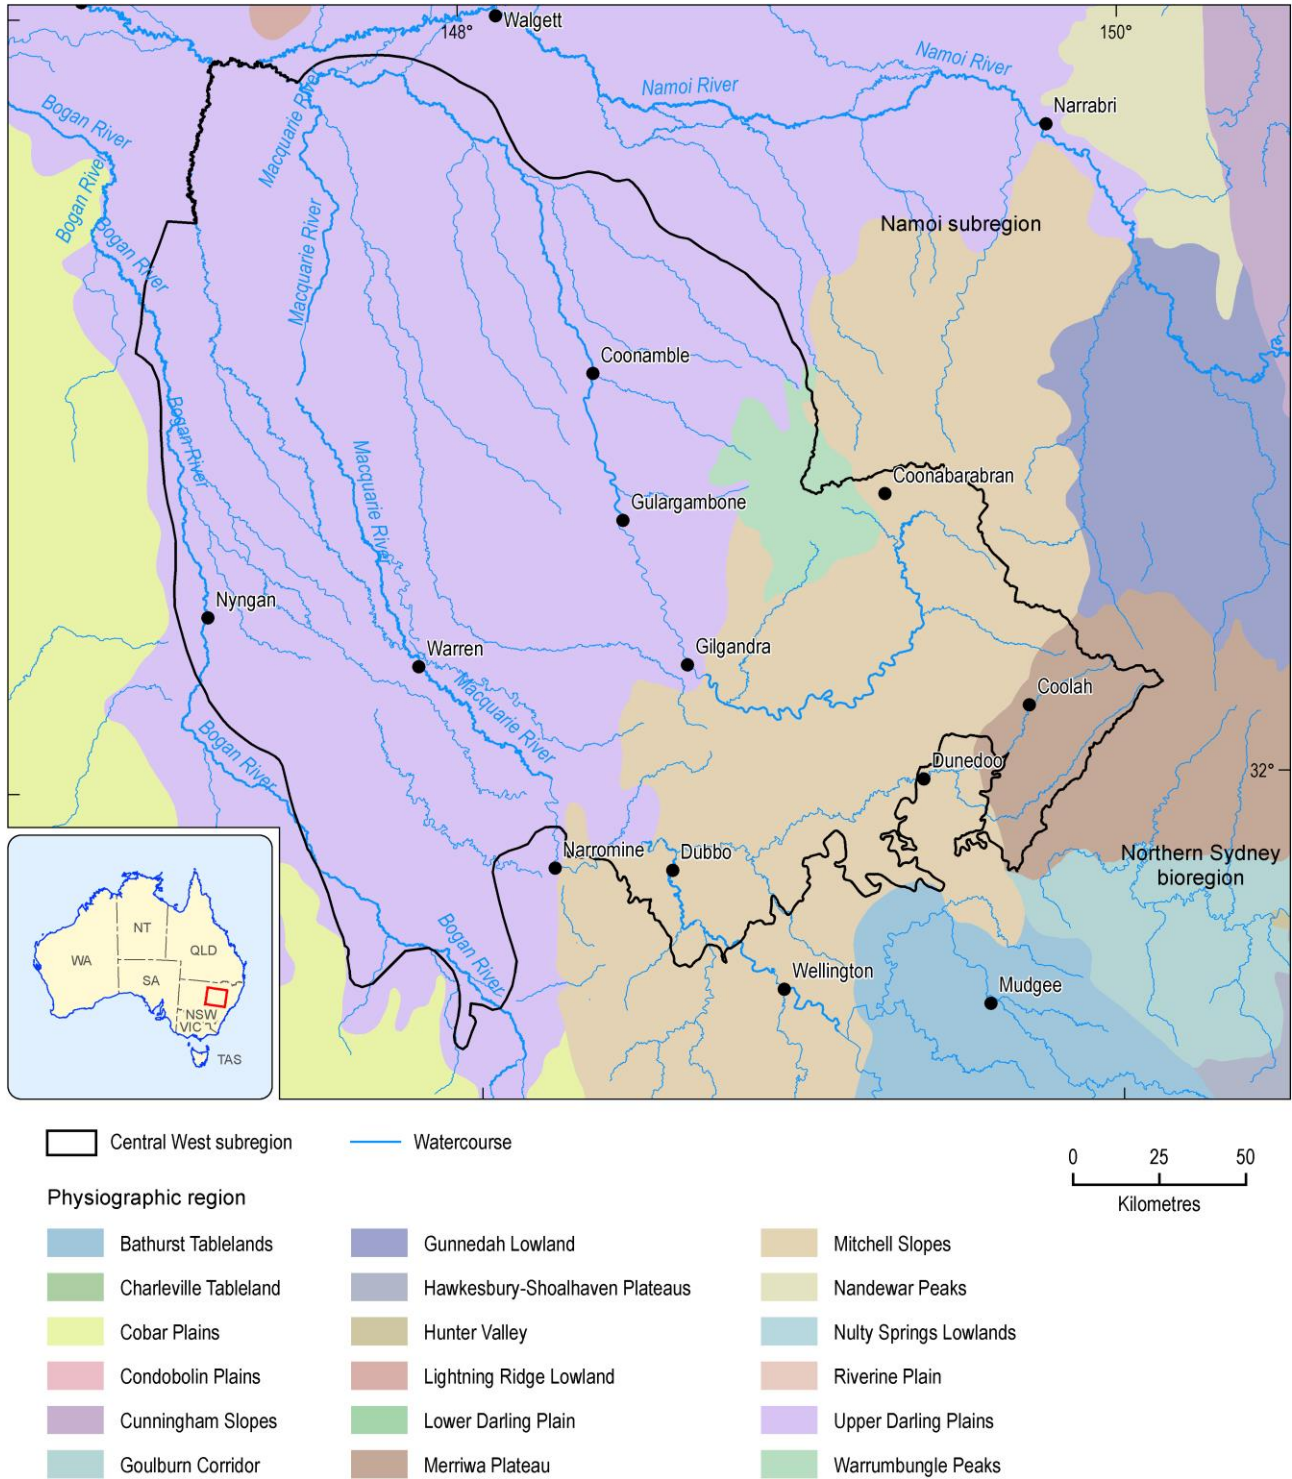 148°
150°
Walgett
Namoi River
Namoi River
Narrabri
Bogan River
Macquarie River
Bogan River
Bogan River
Macquarie River
Namoi subregion
Coonamble
Bogan River
Macquarie River
Coonabarabran
Gulargambone
Nyngan
Warren
Gilgandra
Macquarie River
Coolah
Bogan River
Dunedoo
32°
Narromine
Dubbo
Northern Sydney
bioregion
Bogan River
Wellington
Mudgee
NT
QLD
WA
SA
NSW
VIC
TAS
Central West subregion
Watercourse
0 25 50
Kilometres
Physiographic region
Bathurst Tablelands
Charleville Tableland
Cobar Plains
Condobolin Plains
Cunningham Slopes
Goulburn Corridor
Gunnedah Lowland
Hawkesbury-Shoalhaven Plateaus
Hunter Valley
Lightning Ridge Lowland
Lower Darling Plain
Merriwa Plateau
Mitchell Slopes
Nandewar Peaks
Nulty Springs Lowlands
Riverine Plain
Upper Darling Plains
Warrumbungle Peaks